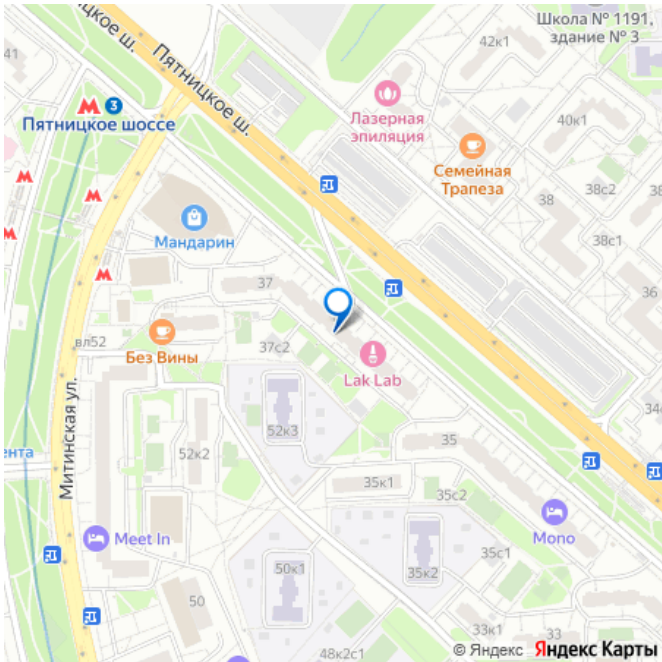 Школа № 1191,
здание № 3
41
Пятницкое ш.
42к1
3
Пятницкое шоссе
Лазерная
эпиляция
40к1
Семейная
Трапеза
38
38с2
Мандарин
38с1
37
36
вл52
Без Вины
37с2
Lak Lab
52к3
35
Митинская ул.
52к2
35к1
35с2
Meet In
Mono
50к1
35к2
35с1
50
33к1
48к2с1
© Яндекс Яндекс Карты